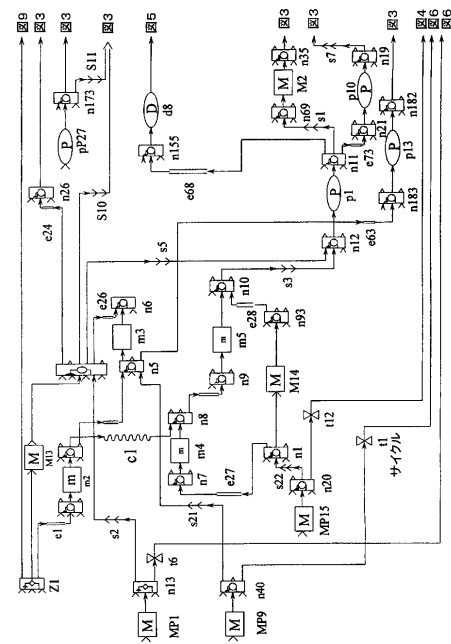 図9
図3
図3
図3
図5
図3
図3
図3
図4
図6
図6
S11
n173
pP27
S10
n26
e24
D
d8
n155
e68
n35
M
M2
n69
s1
s7
n19
p10
P
n21
e73
n11
P
p1
n12
n182
P
p13
n183
e63
s5
e26
n6
m3
n5
n10
s3
m
m5
e28
n93
n9
M
M14
n8
m
m4
n7
c1
e27
n1
s22
n20
M
MP15
t12
t1
サイクル
M
M13
m
m2
e1
Z1
s2
s21
t6
n13
M
MP1
n40
M
MP9
P
P